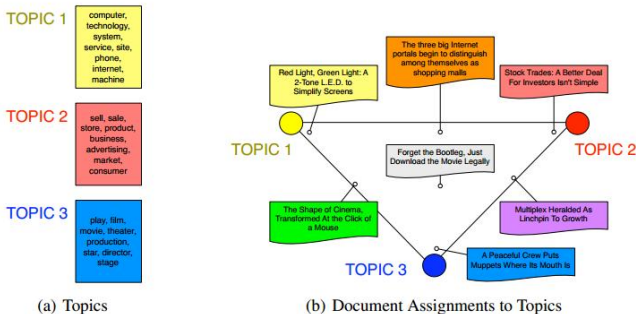 TOPIC 1
computer,
technology,
system,
service, site,
phone,
internet,
machine
TOPIC 2
sell, sale,
store, product,
business,
advertising,
market,
consumer
TOPIC 3
play, film,
movie, theater,
production,
star, director,
stage
(a) Topics
Red Light, Green Light: A
2-Tone L.E.D. to
Simplify Screens
The three big Internet
portals begin to distinguish
among themselves as
shopping malls
Stock Trades: A Better Deal
For Investors Isn't Simple
TOPIC 1
TOPIC 2
Forget the Bootleg, Just
Download the Movie Legally
The Shape of Cinema,
Transformed At the Click of
a Mouse
Multiplex Heralded As
Linchpin To Growth
TOPIC 3
A Peaceful Crew Puts
Muppets Where Its Mouth Is
(b) Document Assignments to Topics